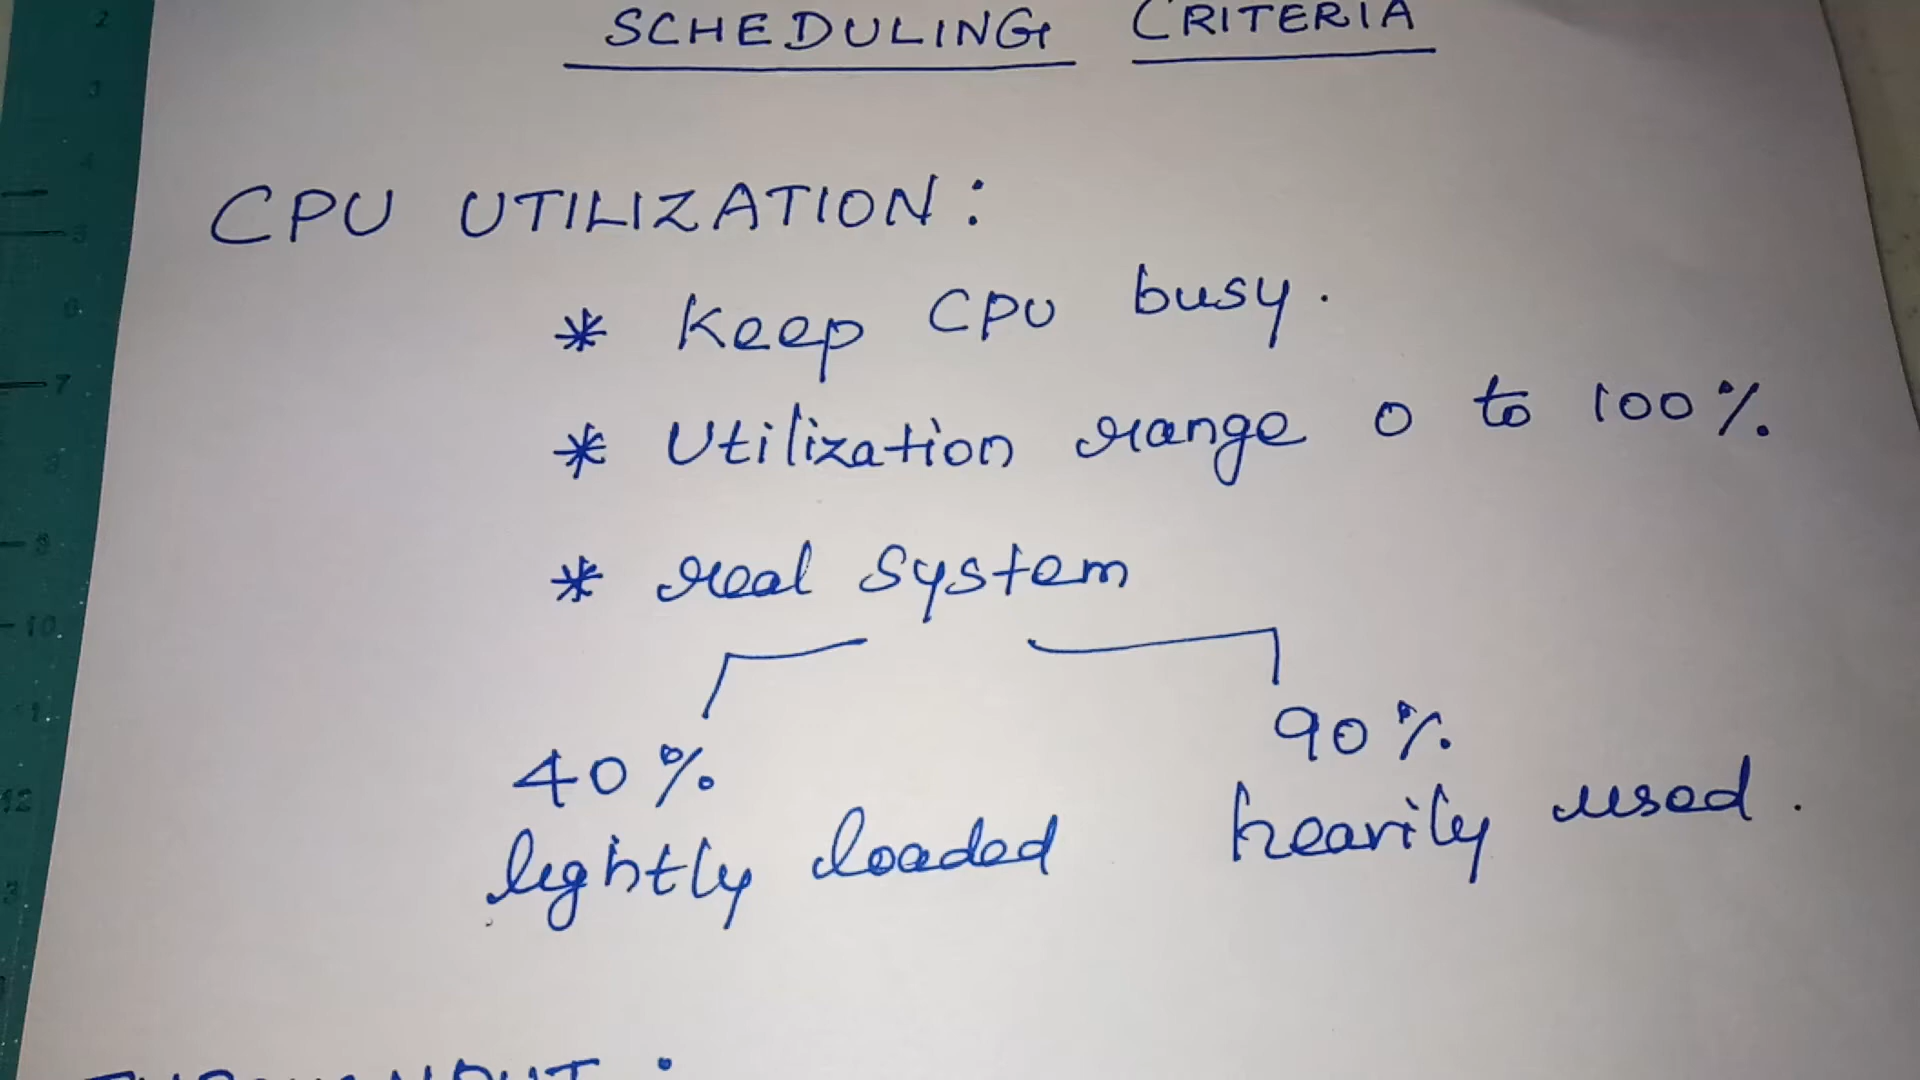 SCHEDULING CRITERIA
CPU UTILIZATION:
* Keep CPU busy.
* Utilization range 0 to 100%.
* real system
40% 90%
lightly loaded heavily used.